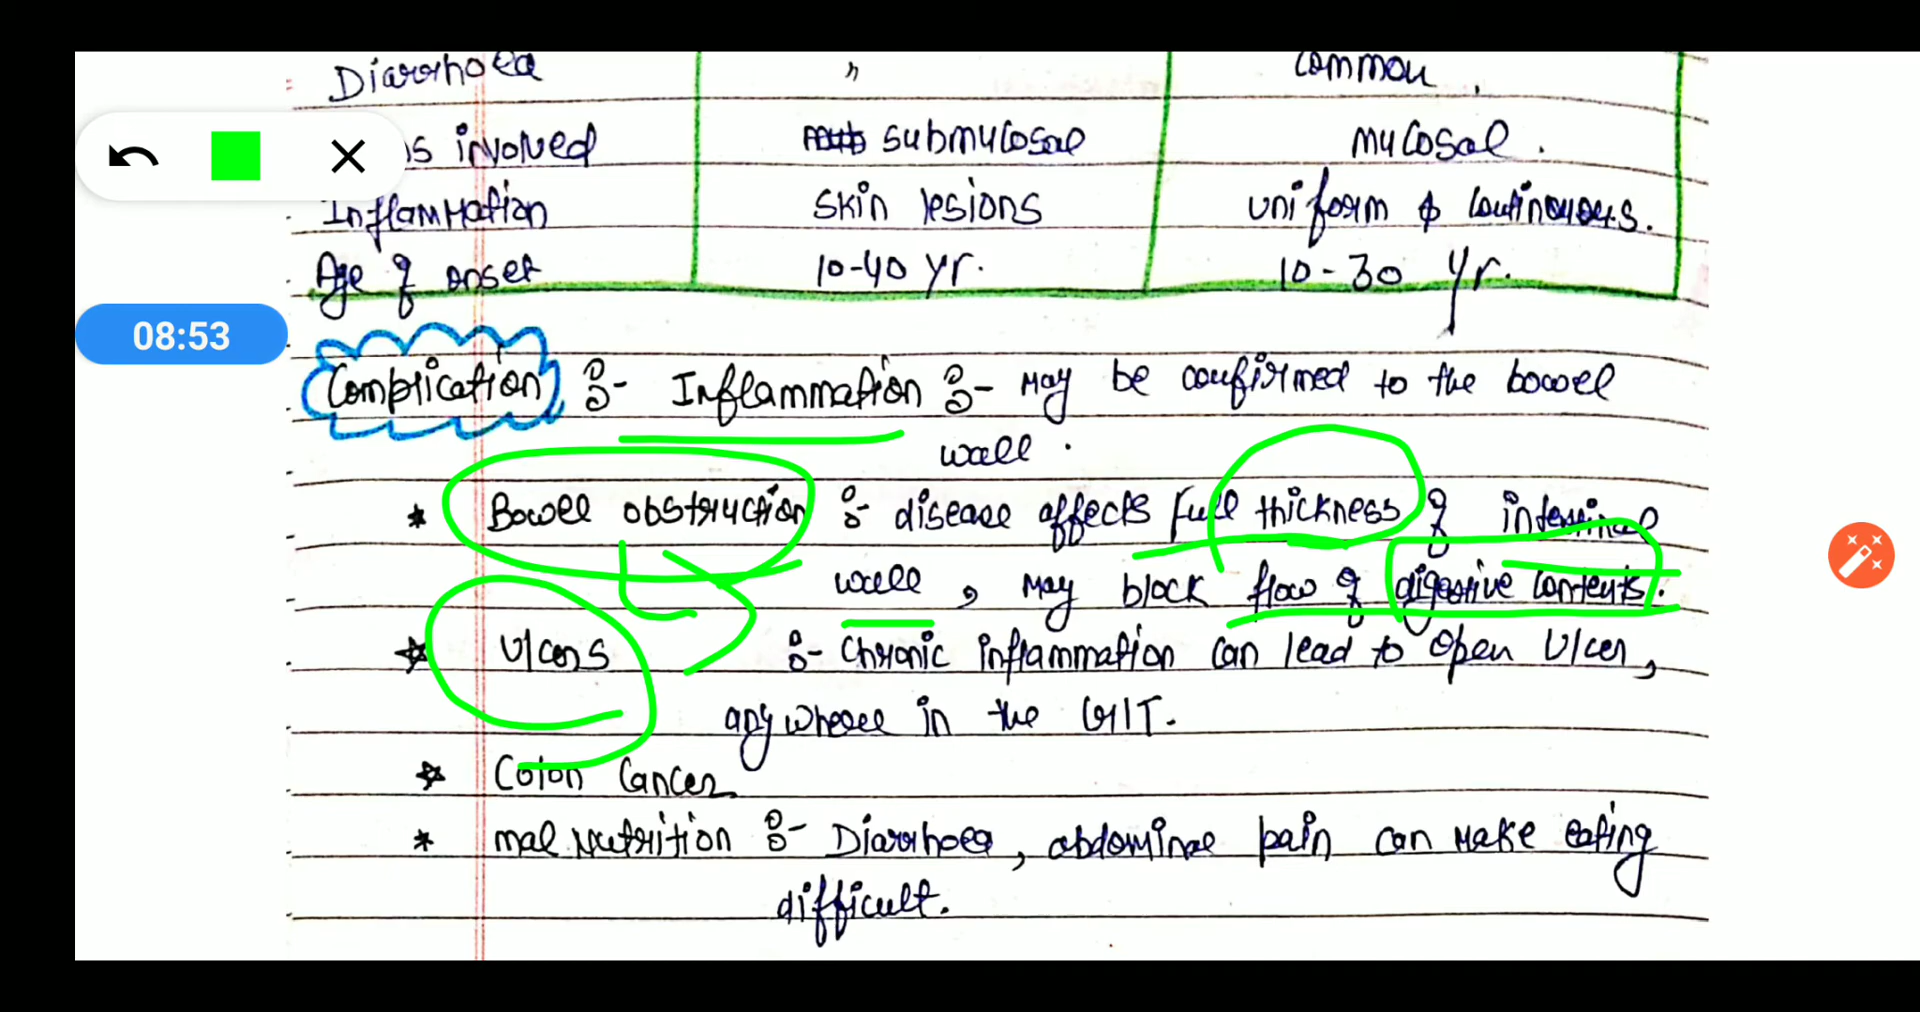 Diarrhoea " common.
s involved submucosal mucosal.
Inflammation skin lesions uniform & continuous.
Age of onset 10-40 yr. 10-30 yr.
08:53
Complication :- Inflammation :- May be confirmed to the bowel
wall.
* Bowel obstruction :- disease affects full thickness of intestinal
wall, may block flow of digestive contents.
* Ulcers :- Chronic inflammation can lead to open Ulcer,
anywhere in the GIT.
* Colon Cancer
* malnutrition :- Diarrhoea, abdominal pain can make eating
difficult.